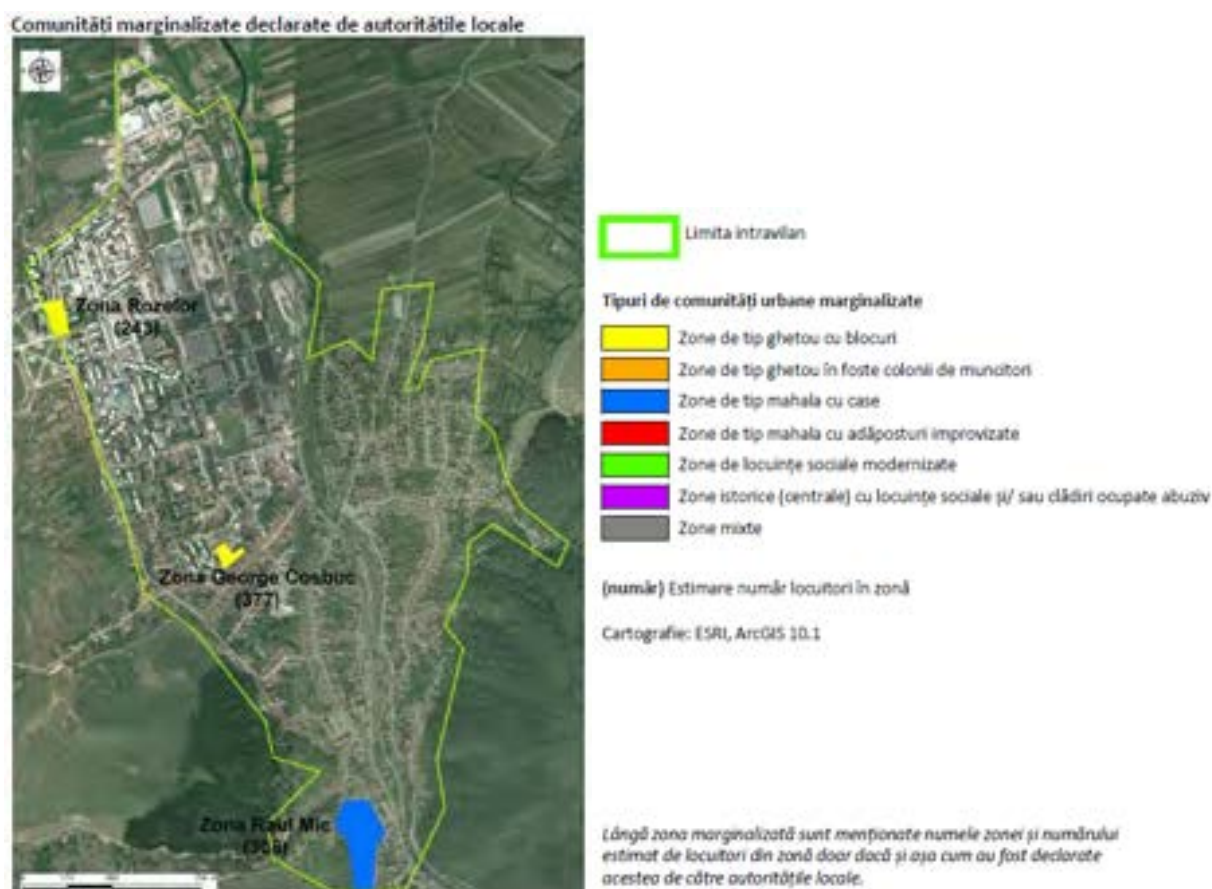 Comunități marginalizate declarate de autoritățile locale
Zona Rozelor
(243)
Zona George Cosbuc
(377)
Zona Raul Mic
Limita intravilan
Tipuri de comunități urbane marginalizate
Zone de tip ghetou cu blocuri
Zone de tip ghetou în foste colonii de muncitori
Zone de tip mahala cu case
Zone de tip mahala cu adăposturi improvizate
Zone de locuințe sociale modernizate
Zone istorice (centrale) cu locuințe sociale și/ sau clădiri ocupate abuziv
Zone mixte
(număr) Estimare număr locuitori în zonă
Cartografie: ESRI, ArcGIS 10.1
Lângă zona marginalizată sunt menționate numele zonei și numărului
estimat de locuitori din zonă doar dacă și așa cum au fost declarate
acestea de către autoritățile locale.